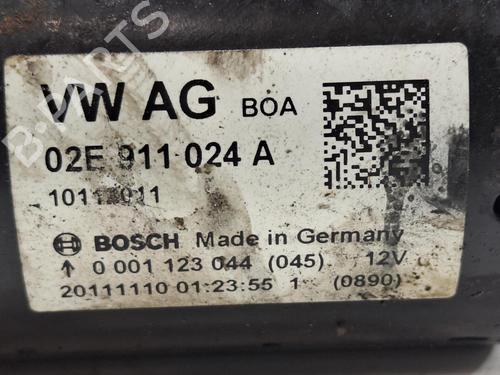 VW AG BOA
02E 911 024 A
BOSCH Made in Germany
↑ 0 001 123 044 (045) 12V
20111110 01:23:55 1 (0890)
B-PARTS